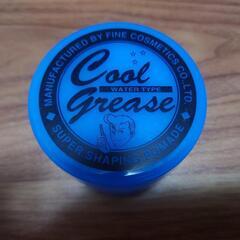 MANUFACTURED BY FINE COSMETICS CO.,LTD.
Cool
WATER TYPE
Grease
SUPER SHAPING POMADE